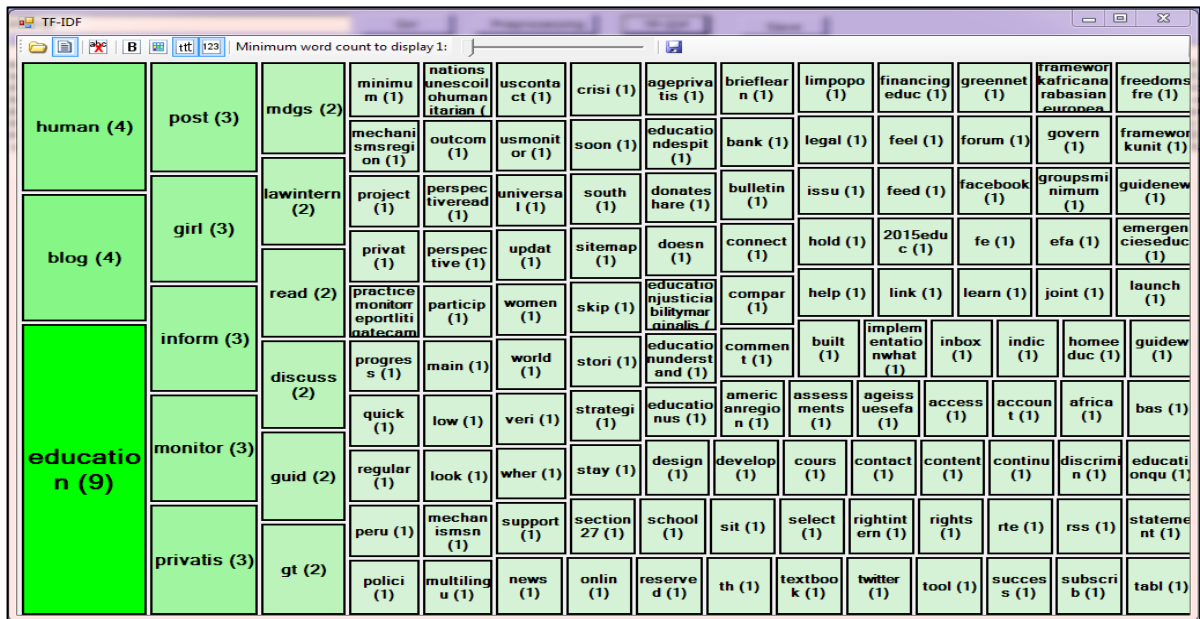 TF-IDF
abc B ttt 123 Minimum word count to display 1:
human (4)
blog (4)
educatio
n (9)
post (3)
girl (3)
inform (3)
monitor (3)
privatis (3)
mdgs (2)
lawintern
(2)
read (2)
discuss
(2)
guid (2)
gt (2)
minimu
m (1)
mechani
smsregi
on (1)
project
(1)
privat
(1)
practice
monitorr
eportliti
gatecam
progres
s (1)
quick
(1)
regular
(1)
peru (1)
polici
(1)
nations
unescoil
ohuman
itarian (
outcom
(1)
perspec
tiveread
(1)
perspec
tive (1)
particip
(1)
main (1)
low (1)
look (1)
mechan
ismsn
(1)
multiling
u (1)
usconta
ct (1)
usmonit
or (1)
universa
l (1)
updat
(1)
women
(1)
world
(1)
veri (1)
wher (1)
support
(1)
news
(1)
crisi (1)
soon (1)
south
(1)
sitemap
(1)
skip (1)
stori (1)
strategi
(1)
stay (1)
section
27 (1)
onlin
(1)
ageprivа
tis (1)
educatio
ndespit
(1)
donates
hare (1)
doesn
(1)
educatio
njusticia
bilitymar
ginalis (
educatio
nunderst
and (1)
educatio
nus (1)
design
(1)
school
(1)
reserve
d (1)
brieflear
n (1)
bank (1)
bulletin
(1)
connect
(1)
compar
(1)
commen
t (1)
americ
anregio
n (1)
develop
(1)
sit (1)
th (1)
limpopo
(1)
legal (1)
issu (1)
hold (1)
help (1)
built
(1)
assess
ments
(1)
cours
(1)
select
(1)
textboo
k (1)
financing
educ (1)
feel (1)
feed (1)
2015edu
c (1)
link (1)
implem
entatio
nwhat
(1)
ageiss
uesefa
(1)
contact
(1)
rightint
ern (1)
twitter
(1)
greennet
(1)
forum (1)
facebook
(1)
fe (1)
learn (1)
inbox
(1)
access
(1)
content
(1)
rights
(1)
tool (1)
framewor
kafricana
rabasian
europea
govern
(1)
groupsmi
nimum
(1)
efa (1)
joint (1)
indic
(1)
accoun
t (1)
continu
(1)
rte (1)
succes
s (1)
homee
duc (1)
africa
(1)
discrimi
n (1)
rss (1)
subscri
b (1)
freedoms
fre (1)
framewor
kunit (1)
guidenew
(1)
emergen
cieseduc
(1)
launch
(1)
guidew
(1)
bas (1)
educati
onqu (1)
stateme
nt (1)
tabl (1)